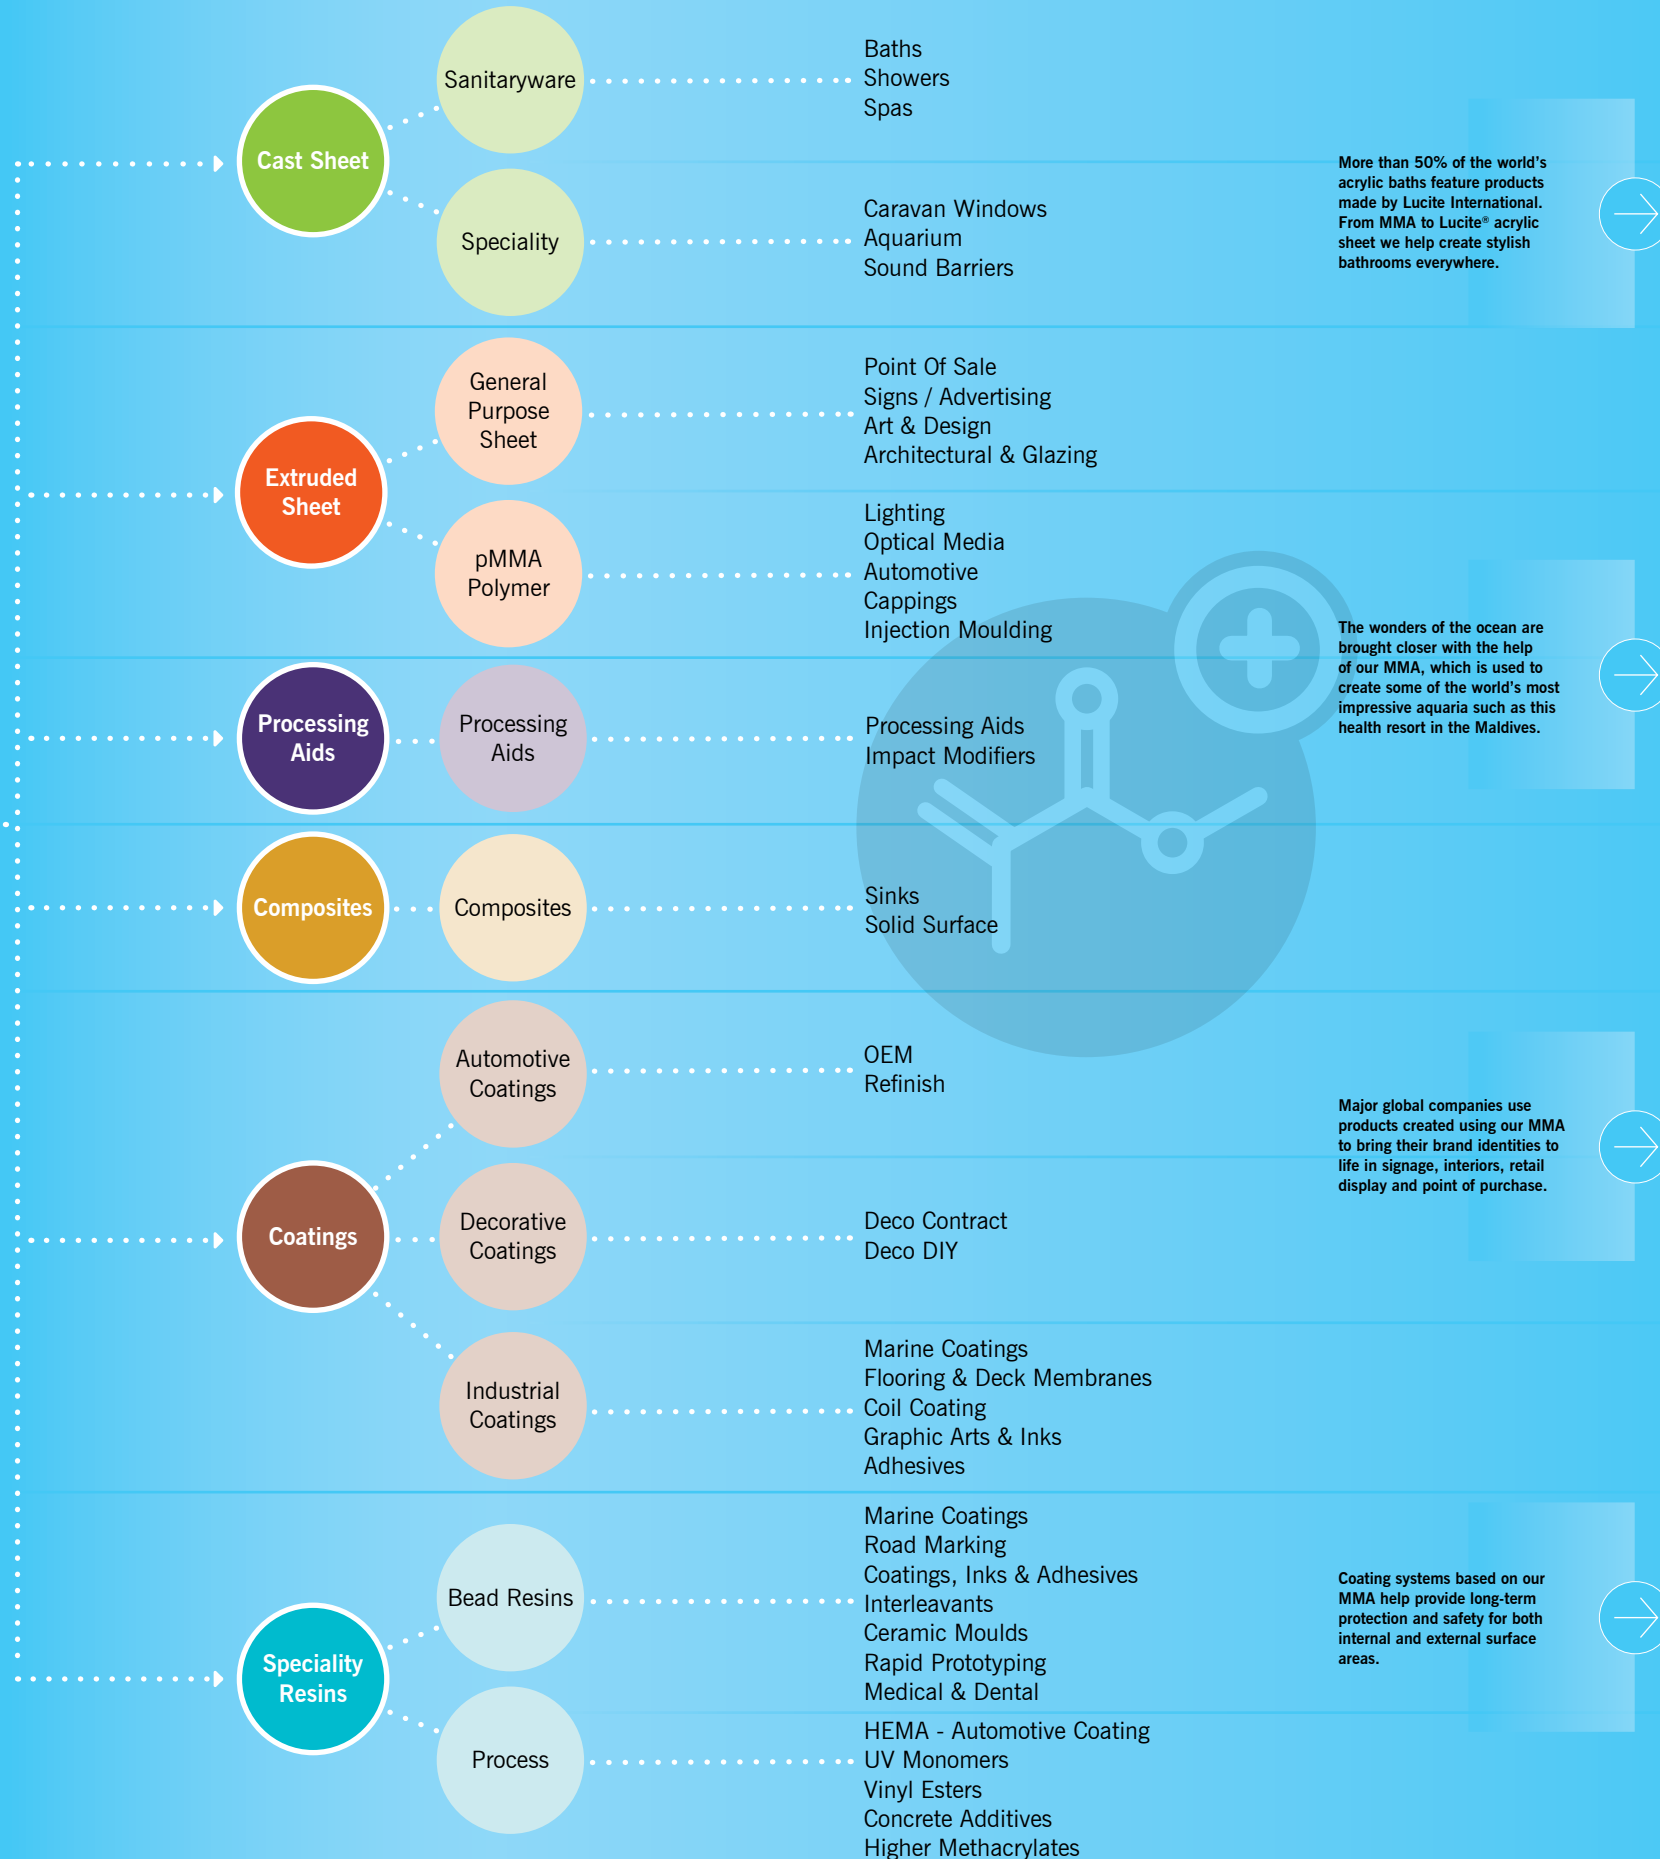 Cast Sheet
Sanitaryware
Baths
Showers
Spas
Speciality
Caravan Windows
Aquarium
Sound Barriers
More than 50% of the world's
acrylic baths feature products
made by Lucite International.
From MMA to Lucite® acrylic
sheet we help create stylish
bathrooms everywhere.
Extruded
Sheet
General
Purpose
Sheet
Point Of Sale
Signs / Advertising
Art & Design
Architectural & Glazing
pMMA
Polymer
Lighting
Optical Media
Automotive
Cappings
Injection Moulding
The wonders of the ocean are
brought closer with the help
of our MMA, which is used to
create some of the world's most
impressive aquaria such as this
health resort in the Maldives.
Processing
Aids
Processing
Aids
Processing Aids
Impact Modifiers
Composites
Composites
Sinks
Solid Surface
Coatings
Automotive
Coatings
OEM
Refinish
Decorative
Coatings
Deco Contract
Deco DIY
Major global companies use
products created using our MMA
to bring their brand identities to
life in signage, interiors, retail
display and point of purchase.
Industrial
Coatings
Marine Coatings
Flooring & Deck Membranes
Coil Coating
Graphic Arts & Inks
Adhesives
Speciality
Resins
Bead Resins
Marine Coatings
Road Marking
Coatings, Inks & Adhesives
Interleavants
Ceramic Moulds
Rapid Prototyping
Medical & Dental
Coating systems based on our
MMA help provide long-term
protection and safety for both
internal and external surface
areas.
Process
HEMA - Automotive Coating
UV Monomers
Vinyl Esters
Concrete Additives
Higher Methacrylates